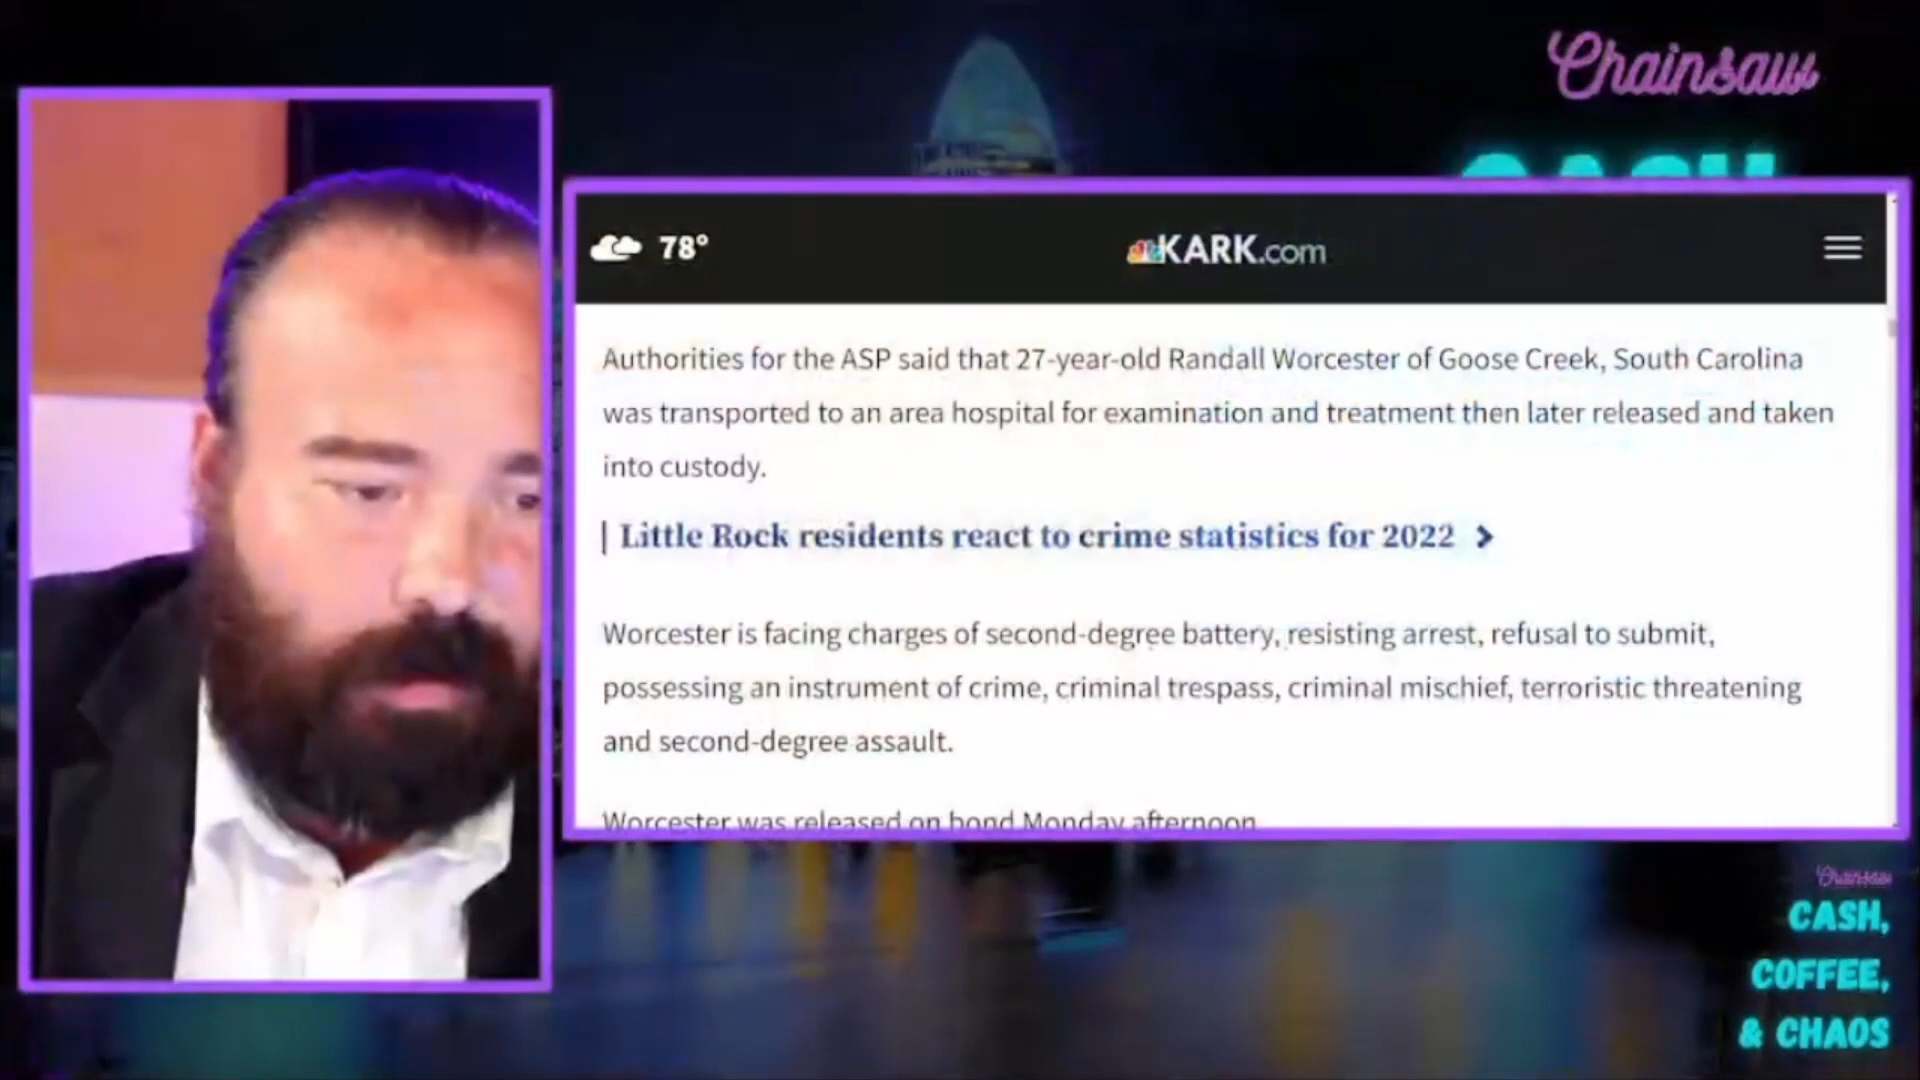 Chainsaw
CASH
78°
KARK.com
Authorities for the ASP said that 27-year-old Randall Worcester of Goose Creek, South Carolina
was transported to an area hospital for examination and treatment then later released and taken
into custody.
| Little Rock residents react to crime statistics for 2022 >
Worcester is facing charges of second-degree battery, resisting arrest, refusal to submit,
possessing an instrument of crime, criminal trespass, criminal mischief, terroristic threatening
and second-degree assault.
Worcester was released on bond Monday afternoon.
Chainsaw
CASH,
COFFEE,
& CHAOS